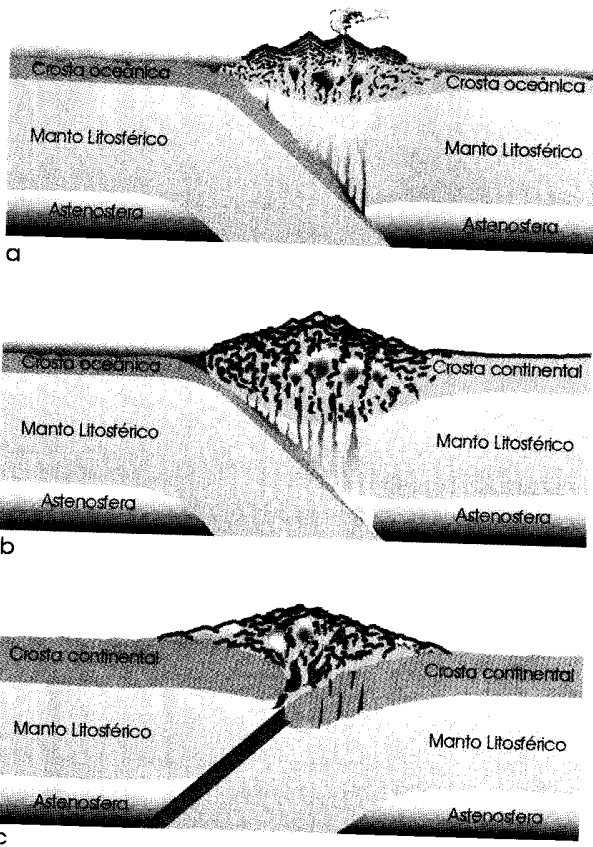 Crosta oceânica
Crosta oceânica
Manto Litosférico
Manto Litosférico
Astenosfera
Astenosfera
a
Crosta oceânica
Crosta continental
Manto Litosférico
Manto Litosférico
Astenosfera
Astenosfera
b
Crosta continental
Crosta continental
Manto Litosférico
Manto Litosférico
Astenosfera
Astenosfera
c